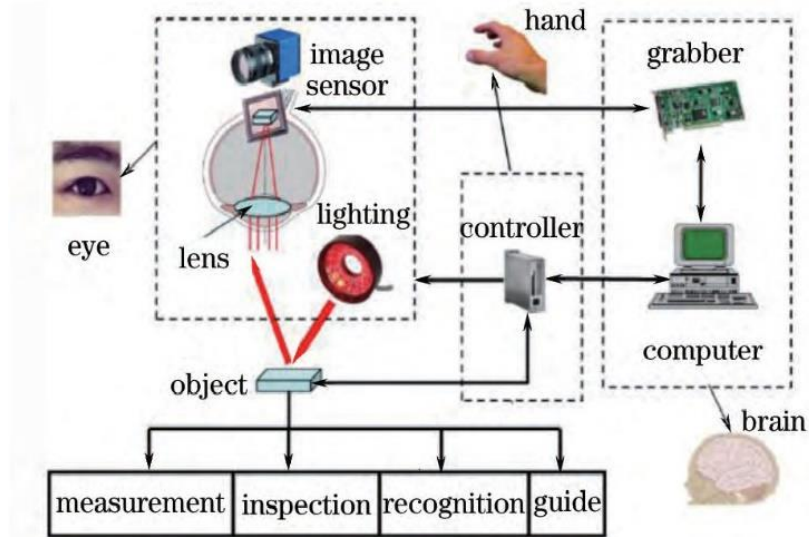 hand
image
sensor
grabber
eye
lens
lighting
controller
computer
object
brain
measurement
inspection
recognition
guide